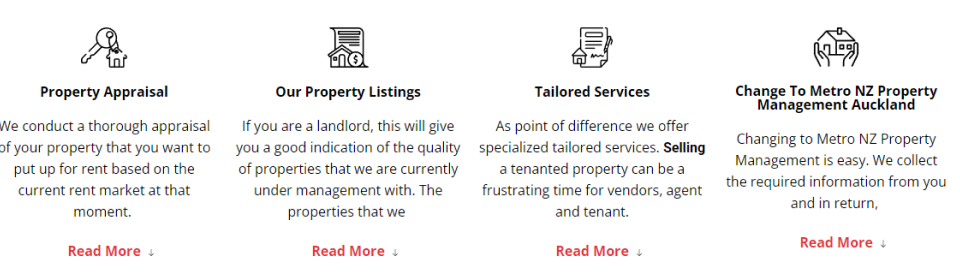 Property Appraisal
We conduct a thorough appraisal
of your property that you want to
put up for rent based on the
current rent market at that
moment.
Read More ↓
Our Property Listings
If you are a landlord, this will give
you a good indication of the quality
of properties that we are currently
under management with. The
properties that we
Read More ↓
Tailored Services
As point of difference we offer
specialized tailored services. Selling
a tenanted property can be a
frustrating time for vendors, agent
and tenant.
Read More ↓
Change To Metro NZ Property
Management Auckland
Changing to Metro NZ Property
Management is easy. We collect
the required information from you
and in return,
Read More ↓